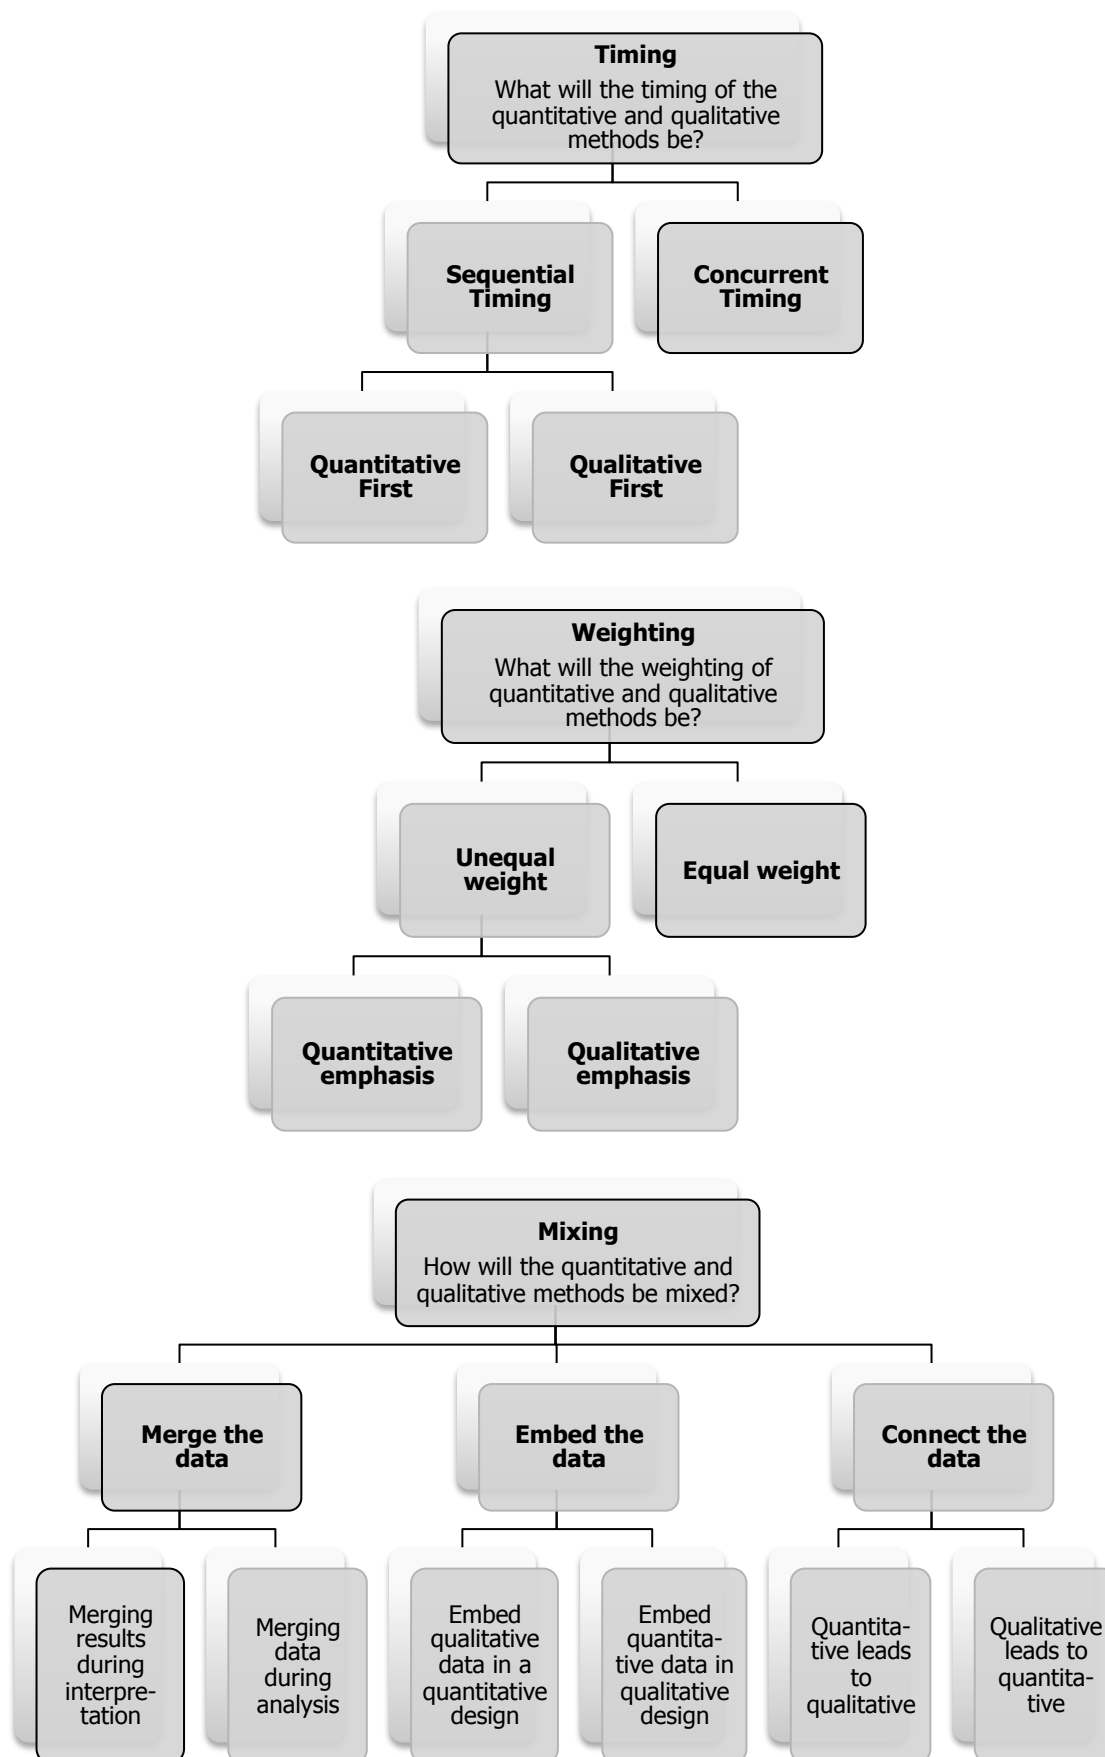 Timing
What will the timing of the
quantitative and qualitative
methods be?
Sequential
Timing
Concurrent
Timing
Quantitative
First
Qualitative
First
Weighting
What will the weighting of
quantitative and qualitative
methods be?
Unequal
weight
Equal weight
Quantitative
emphasis
Qualitative
emphasis
Mixing
How will the quantitative and
qualitative methods be mixed?
Merge the
data
Embed the
data
Connect the
data
Merging
results
during
interpre-
tation
Merging
data
during
analysis
Embed
qualitative
data in a
quantitative
design
Embed
quantita-
tive data in
qualitative
design
Quantita-
tive leads
to
qualitative
Qualitative
leads to
quantita-
tive